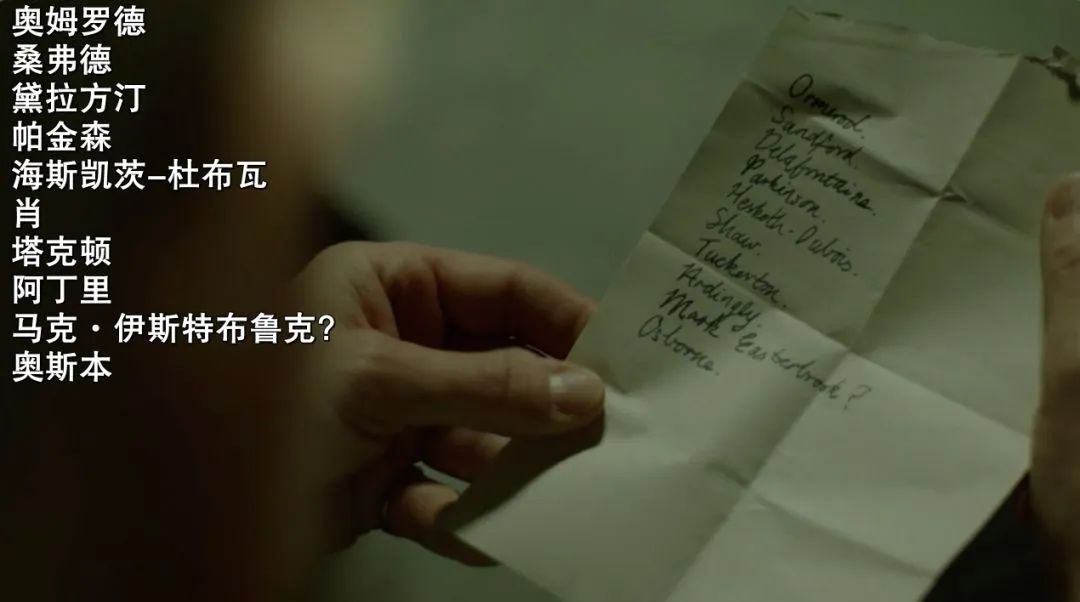 奥姆罗德
桑弗德
黛拉方汀
帕金森
海斯凯茨-杜布瓦
肖
塔克顿
阿丁里
马克·伊斯特布鲁克?
奥斯本
Ormerod.
Sandford.
Delafontaine.
Parkinson.
Hesketh-Dubois.
Shaw.
Tuckerton.
Ardingly.
Mark Easterbrook?
Osborne.